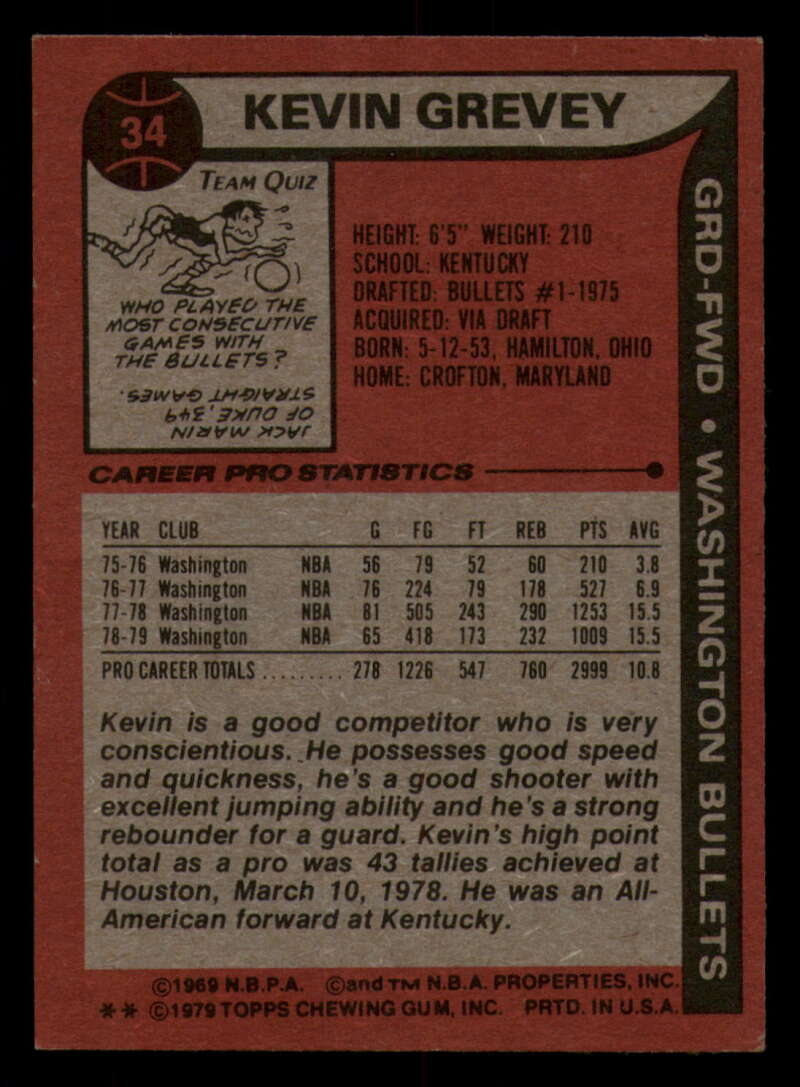 34
KEVIN GREVEY
TEAM QUIZ
WHO PLAYED THE
MOST CONSECUTIVE
GAMES WITH
THE BULLETS?
JACK MARIN
OF DUKE, 349
STRAIGHT GAMES.
HEIGHT: 6'5" WEIGHT: 210
SCHOOL: KENTUCKY
DRAFTED: BULLETS #1-1975
ACQUIRED: VIA DRAFT
BORN: 5-12-53, HAMILTON, OHIO
HOME: CROFTON, MARYLAND
GRD-FWD • WASHINGTON BULLETS
CAREER PRO STATISTICS
YEAR CLUB G FG FT REB PTS AVG
75-76 Washington NBA 56 79 52 60 210 3.8
76-77 Washington NBA 76 224 79 178 527 6.9
77-78 Washington NBA 81 505 243 290 1253 15.5
78-79 Washington NBA 65 418 173 232 1009 15.5
PRO CAREER TOTALS ......... 278 1226 547 760 2999 10.8
Kevin is a good competitor who is very
conscientious. He possesses good speed
and quickness, he's a good shooter with
excellent jumping ability and he's a strong
rebounder for a guard. Kevin's high point
total as a pro was 43 tallies achieved at
Houston, March 10, 1978. He was an All-
American forward at Kentucky.
©1969 N.B.P.A. ©and TM N.B.A. PROPERTIES, INC.
** ©1979 TOPPS CHEWING GUM, INC. PRTD. IN U.S.A.